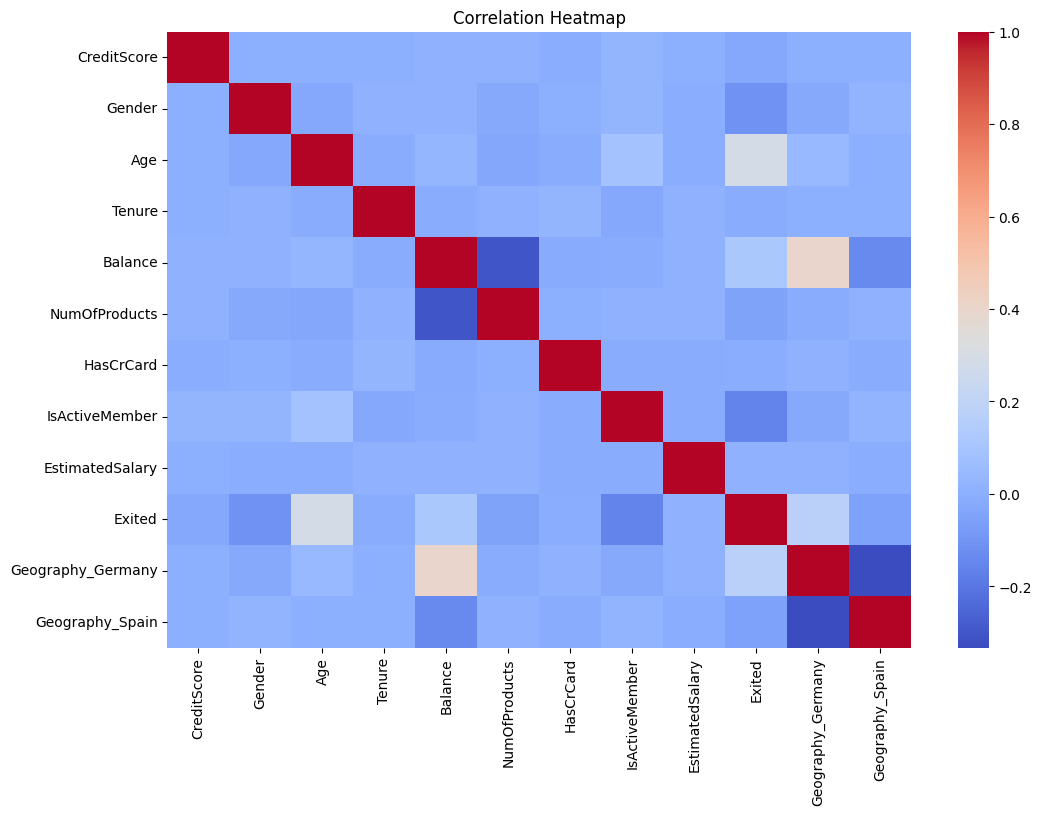 Correlation Heatmap
CreditScore
Gender
Age
Tenure
Balance
NumOfProducts
HasCrCard
IsActiveMember
EstimatedSalary
Exited
Geography_Germany
Geography_Spain
CreditScore
Gender
Age
Tenure
Balance
NumOfProducts
HasCrCard
IsActiveMember
EstimatedSalary
Exited
Geography_Germany
Geography_Spain
1.0
0.8
0.6
0.4
0.2
0.0
−0.2